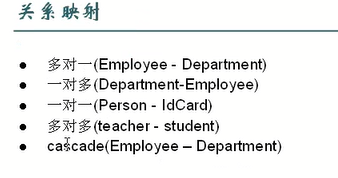 关系映射
● 多对一(Employee - Department)
● 一对多(Department-Employee)
● 一对一(Person - IdCard)
● 多对多(teacher - student)
● cascade(Employee – Department)